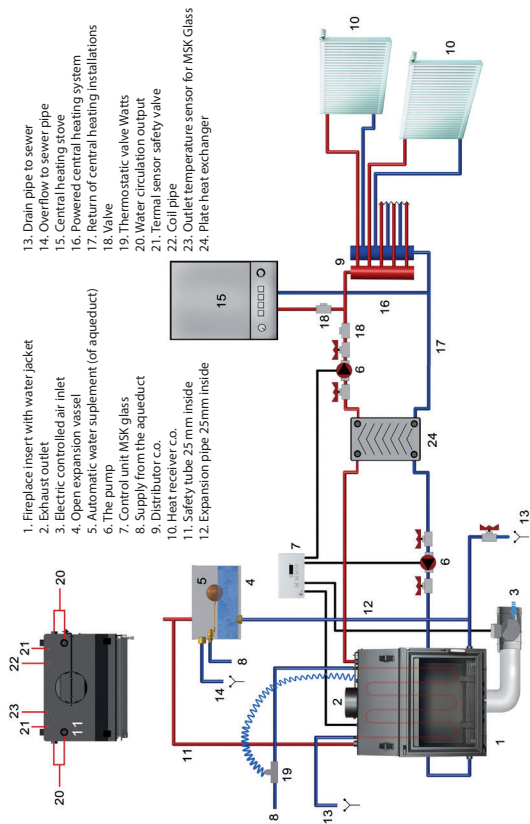 1. Fireplace insert with water jacket
2. Exhaust outlet
3. Electric controlled air inlet
4. Open expansion vassel
5. Automatic water suplement (of aqueduct)
6. The pump
7. Control unit MSK glass
8. Supply from the aqueduct
9. Distributor c.o.
10. Heat receiver c.o.
11. Safety tube 25 mm inside
12. Expansion pipe 25mm inside
13. Drain pipe to sewer
14. Overflow to sewer pipe
15. Central heating stove
16. Powered central heating system
17. Return of central heating installations
18. Valve
19. Thermostatic valve Watts
20. Water circulation output
21. Termal sensor safety valve
22. Coil pipe
23. Outlet temperature sensor for MSK Glass
24. Plate heat exchanger
20
21
23
22
21
20
11
11
8
13
19
2
1
14
8
5
4
12
3
7
6
13
24
6
18
18
15
17
16
9
10
10